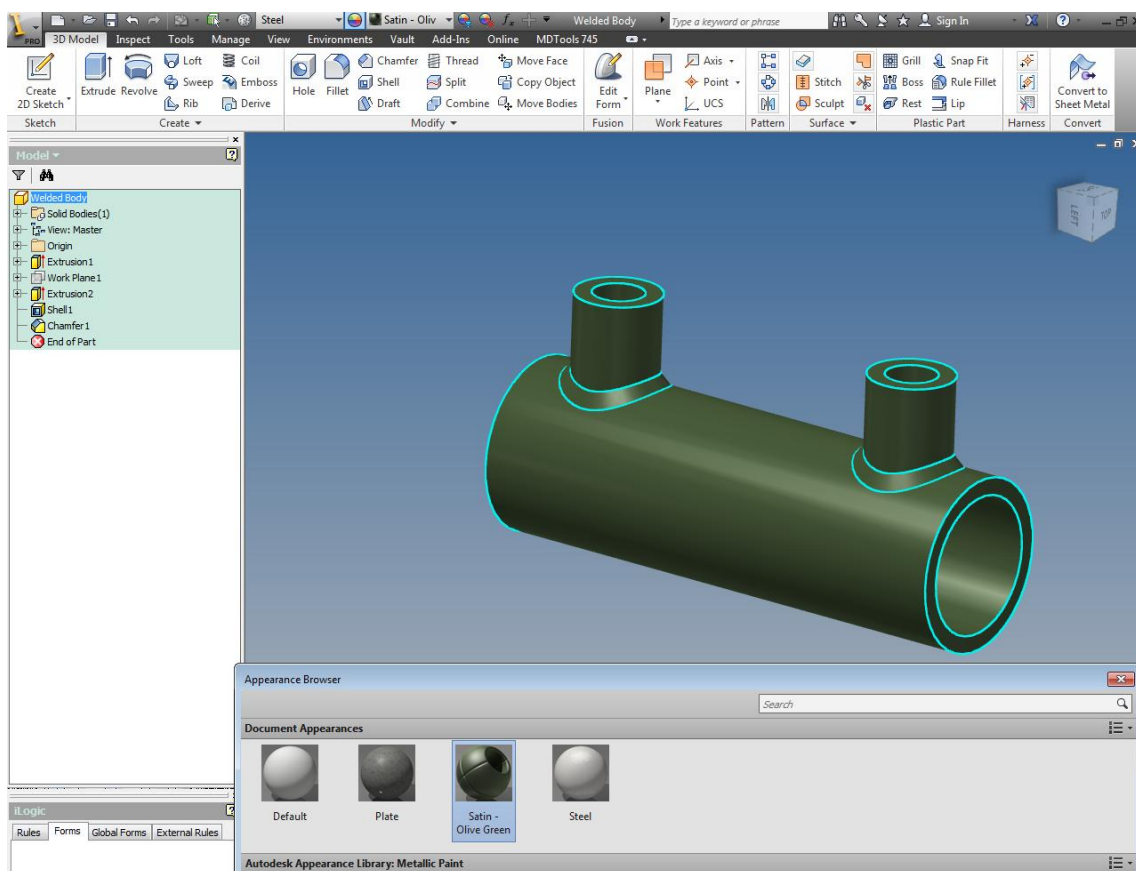 Steel
Satin - Oliv
Welded Body
Type a keyword or phrase
Sign In
PRO
3D Model
Inspect
Tools
Manage
View
Environments
Vault
Add-Ins
Online
MDTools 745
Create
2D Sketch
Extrude
Revolve
Loft
Sweep
Rib
Coil
Emboss
Derive
Hole
Fillet
Chamfer
Shell
Draft
Thread
Split
Combine
Move Face
Copy Object
Move Bodies
Edit
Form
Plane
Axis
Point
UCS
Stitch
Sculpt
Grill
Boss
Rest
Snap Fit
Rule Fillet
Lip
Convert to
Sheet Metal
Sketch
Create
Modify
Fusion
Work Features
Pattern
Surface
Plastic Part
Harness
Convert
Model
Welded Body
Solid Bodies(1)
View: Master
Origin
Extrusion1
Work Plane1
Extrusion2
Shell1
Chamfer1
End of Part
LEFT
TOP
Appearance Browser
Search
Document Appearances
Default
Plate
Satin -
Olive Green
Steel
Autodesk Appearance Library: Metallic Paint
iLogic
Rules
Forms
Global Forms
External Rules